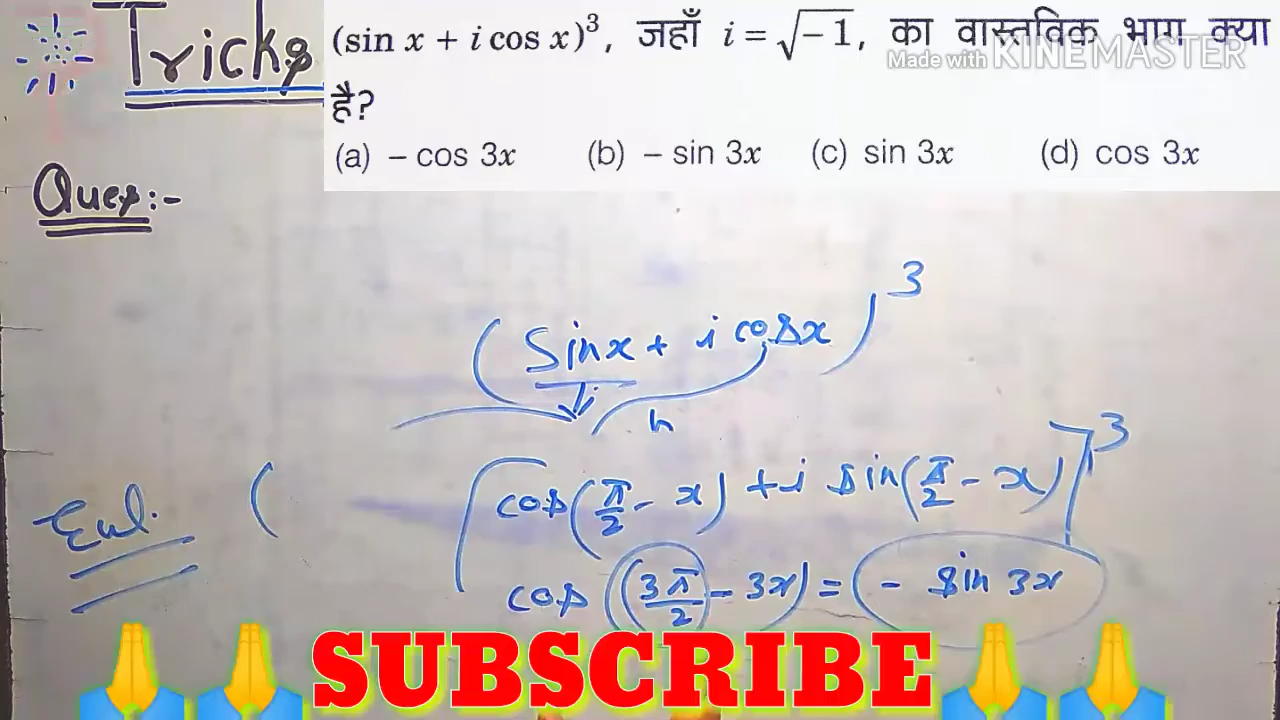 Tricks
(sin x + i cos x)³, जहाँ i = √–1, का वास्तविक भाग क्या
Made with KINEMASTER
है?
(a) – cos 3x (b) – sin 3x (c) sin 3x (d) cos 3x
Ques:-
(Sinx + i cosx)³
[cos(π/2 - x) + i sin(π/2 - x)]³
Eul.
cos(3π/2 - 3x) = - sin 3x
SUBSCRIBE